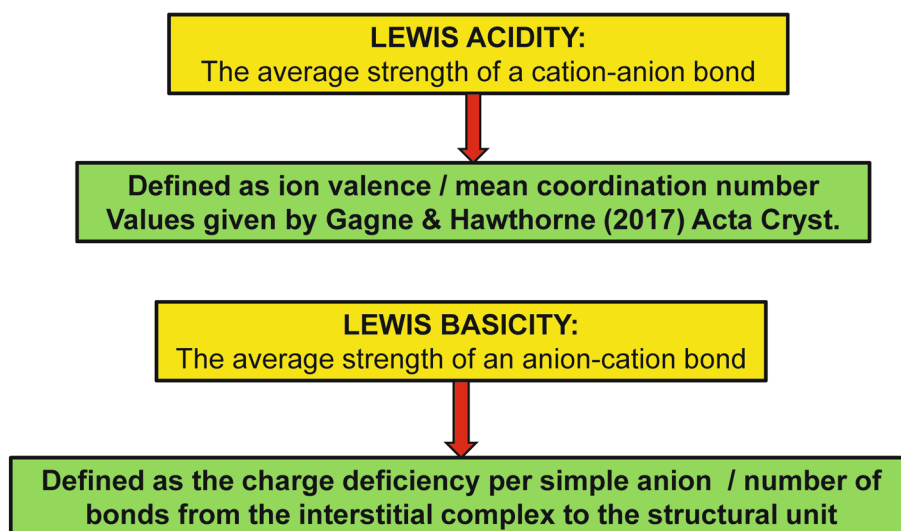 LEWIS ACIDITY:
The average strength of a cation-anion bond
Defined as ion valence / mean coordination number
Values given by Gagne & Hawthorne (2017) Acta Cryst.
LEWIS BASICITY:
The average strength of an anion-cation bond
Defined as the charge deficiency per simple anion / number of
bonds from the interstitial complex to the structural unit